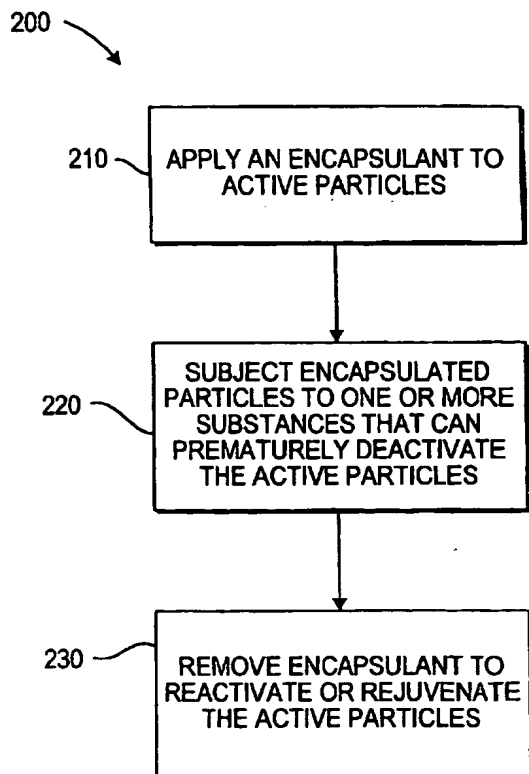 200
210
APPLY AN ENCAPSULANT TO
ACTIVE PARTICLES
220
SUBJECT ENCAPSULATED
PARTICLES TO ONE OR MORE
SUBSTANCES THAT CAN
PREMATURELY DEACTIVATE
THE ACTIVE PARTICLES
230
REMOVE ENCAPSULANT TO
REACTIVATE OR REJUVENATE
THE ACTIVE PARTICLES